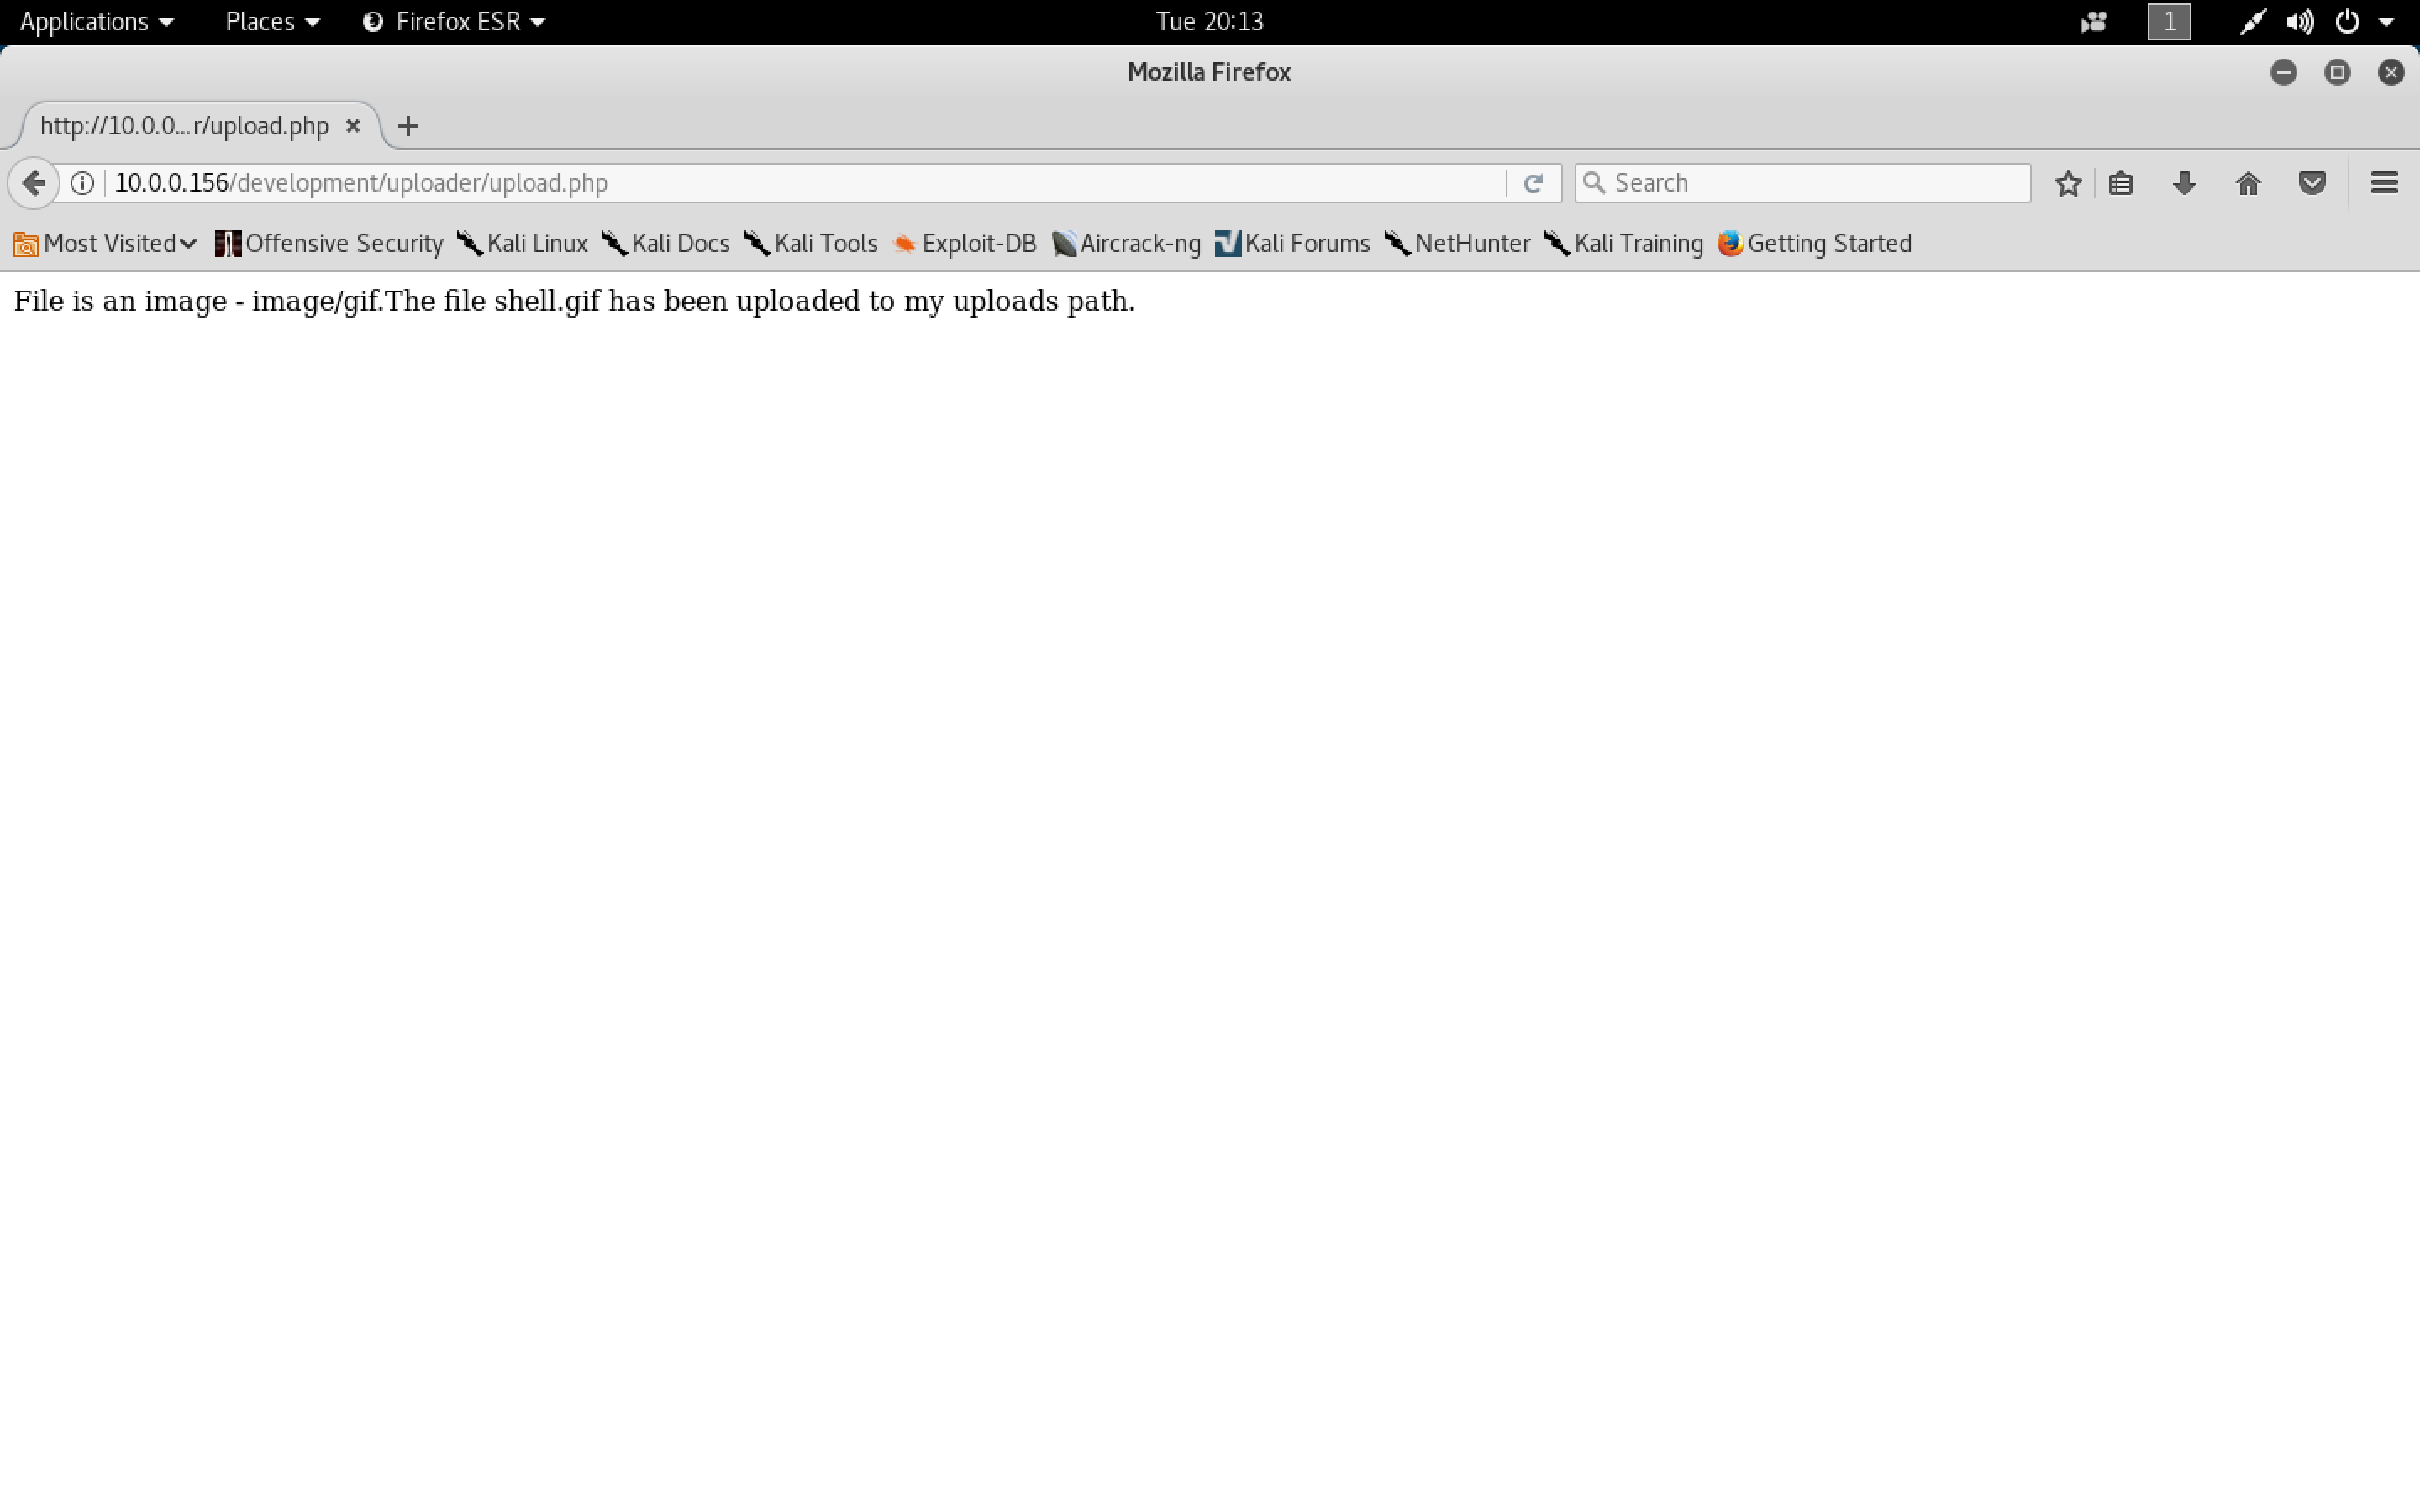 Applications Places Firefox ESR Tue 20:13 1
Mozilla Firefox
http://10.0.0...r/upload.php
10.0.0.156/development/uploader/upload.php Search
Most Visited Offensive Security Kali Linux Kali Docs Kali Tools Exploit-DB Aircrack-ng Kali Forums NetHunter Kali Training Getting Started
File is an image - image/gif.The file shell.gif has been uploaded to my uploads path.